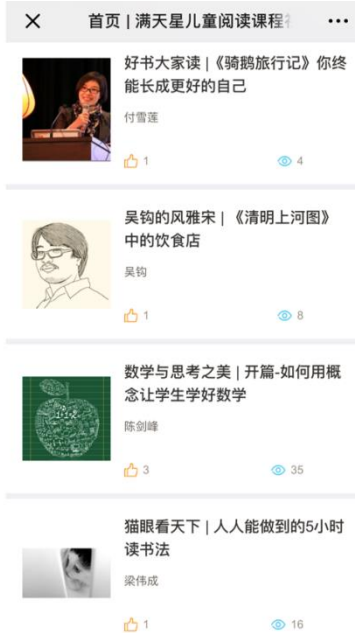 首页 | 满天星儿童阅读课程
好书大家读 |《骑鹅旅行记》你终
能长成更好的自己
付雪莲
1
4
吴钩的风雅宋 | 《清明上河图》
中的饮食店
吴钩
1
8
数学与思考之美 | 开篇-如何用概
念让学生学好数学
陈剑峰
3
35
猫眼看天下 | 人人能做到的5小时
读书法
梁伟成
1
16